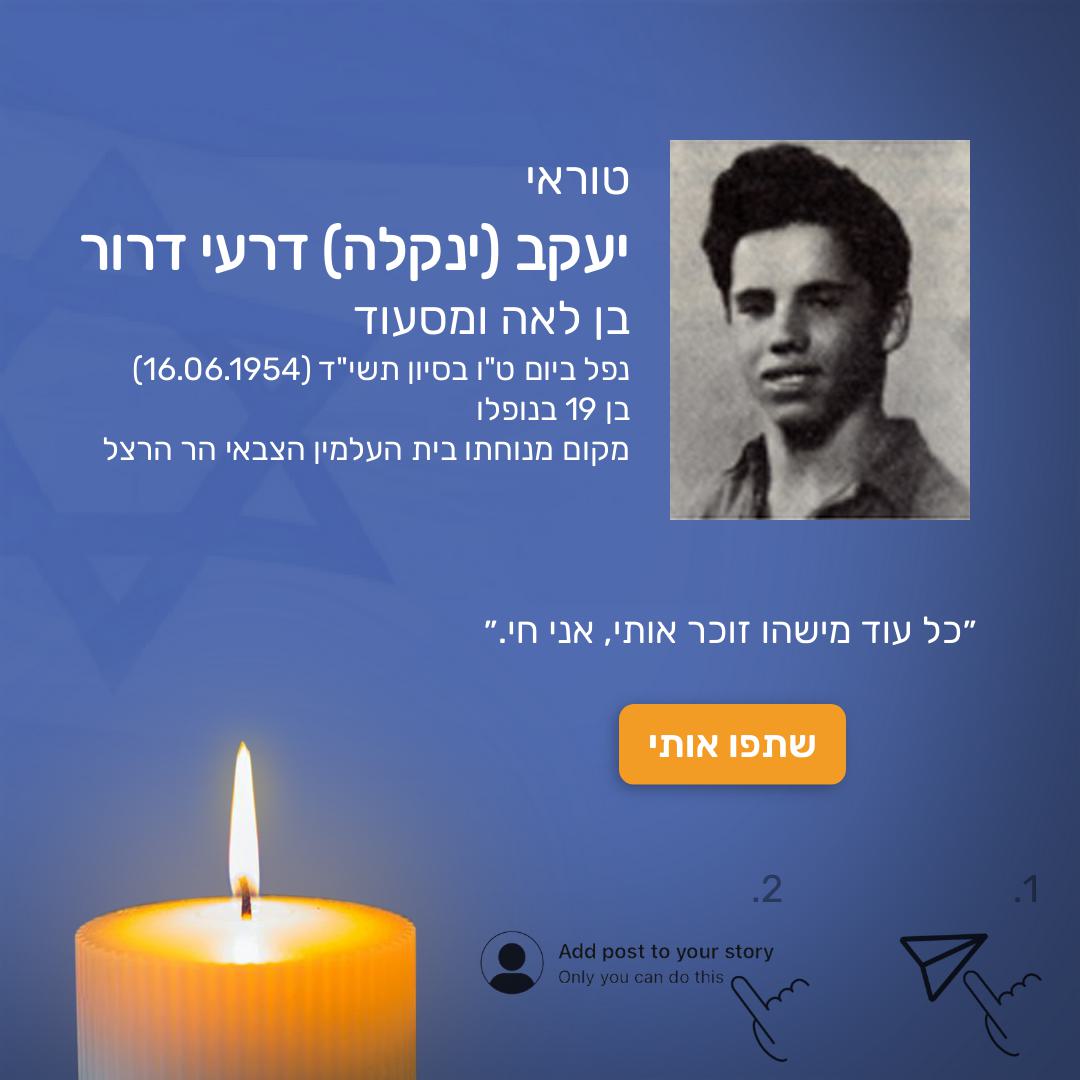 טוראי
יעקב (ינקלה) דרעי דרור
בן לאה ומסעוד
נפל ביום ט"ו בסיון תשי"ד (16.06.1954)
בן 19 בנופלו
מקום מנוחתו בית העלמין הצבאי הר הרצל
״כל עוד מישהו זוכר אותי, אני חי.״
שתפו אותי
1.
2.
Add post to your story
Only you can do this